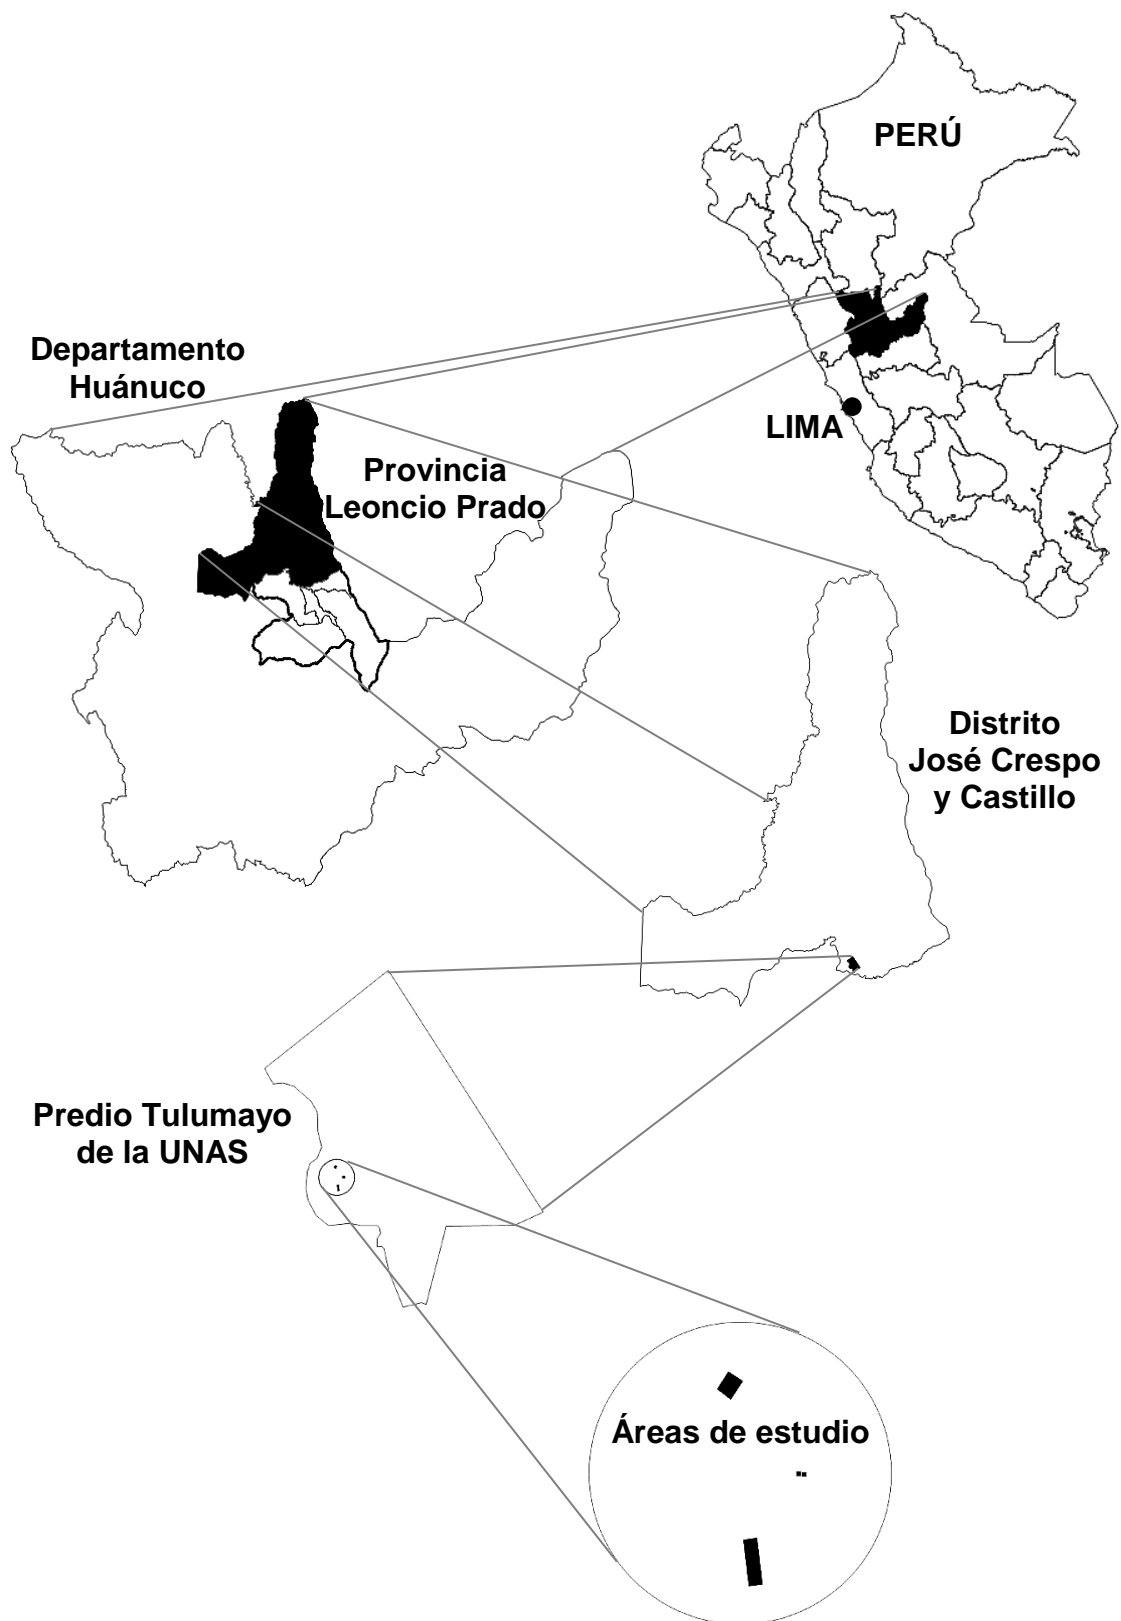 PERÚ
Departamento
Huánuco
LIMA
Provincia
Leoncio Prado
Distrito
José Crespo
y Castillo
Predio Tulumayo
de la UNAS
Áreas de estudio